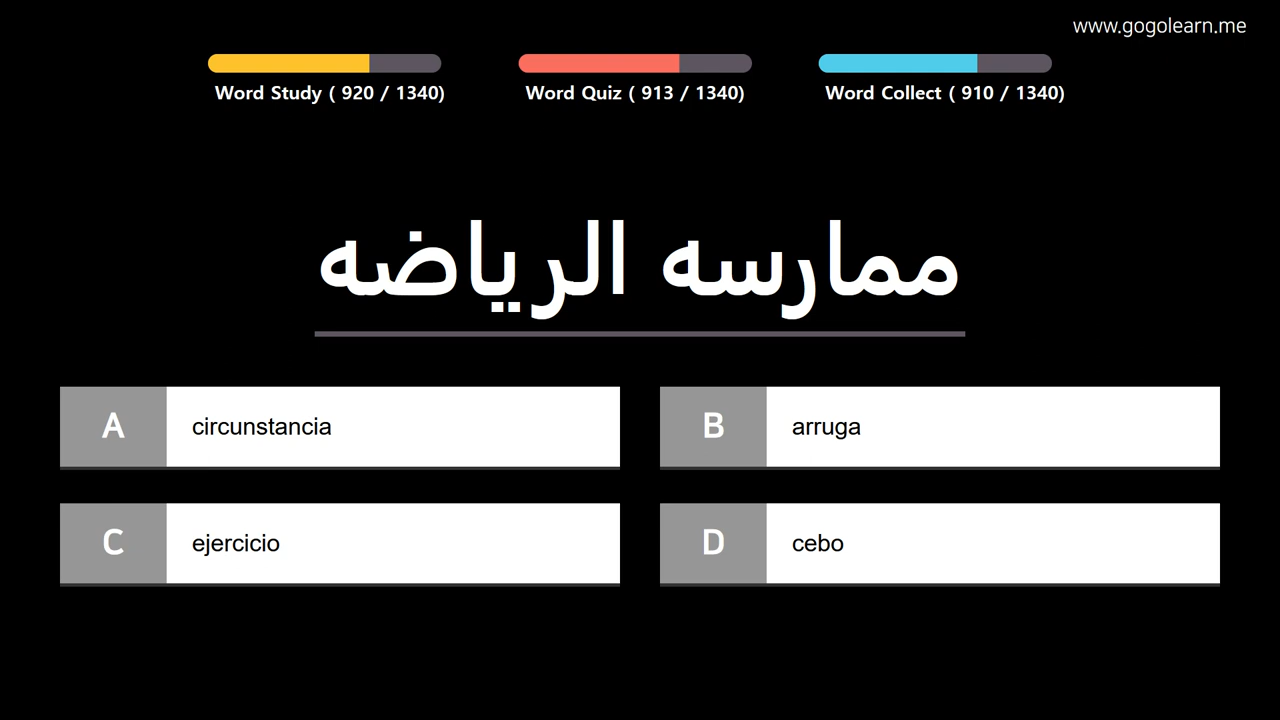 www.gogolearn.me
Word Study ( 920 / 1340)
Word Quiz ( 913 / 1340)
Word Collect ( 910 / 1340)
ممارسه الرياضه
A circunstancia
B arruga
C ejercicio
D cebo